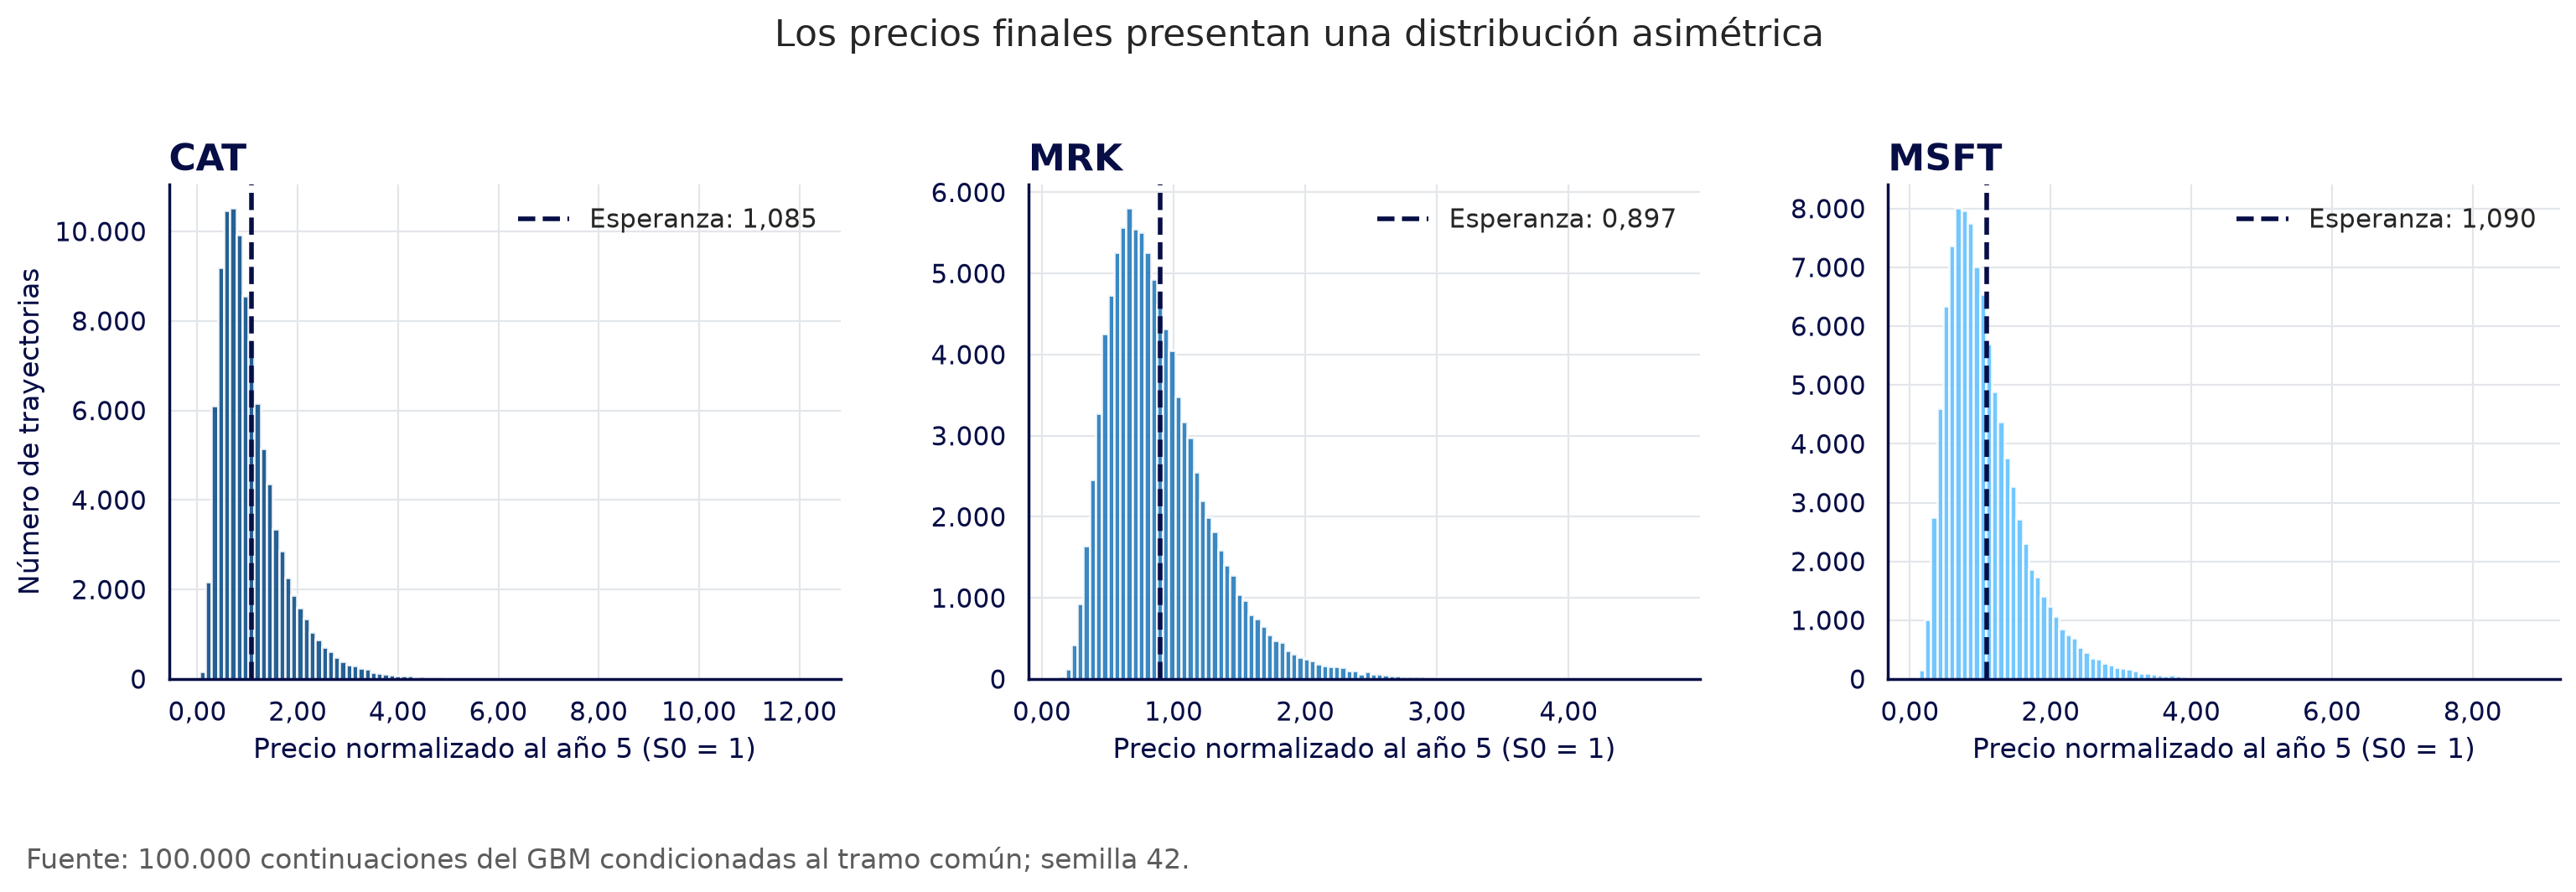 Los precios finales presentan una distribución asimétrica
CAT
Número de trayectorias
10.000
8.000
6.000
4.000
2.000
0
Esperanza: 1,085
0,00 2,00 4,00 6,00 8,00 10,00 12,00
Precio normalizado al año 5 (S0 = 1)
MRK
6.000
5.000
4.000
3.000
2.000
1.000
0
Esperanza: 0,897
0,00 1,00 2,00 3,00 4,00
Precio normalizado al año 5 (S0 = 1)
MSFT
8.000
7.000
6.000
5.000
4.000
3.000
2.000
1.000
0
Esperanza: 1,090
0,00 2,00 4,00 6,00 8,00
Precio normalizado al año 5 (S0 = 1)
Fuente: 100.000 continuaciones del GBM condicionadas al tramo común; semilla 42.